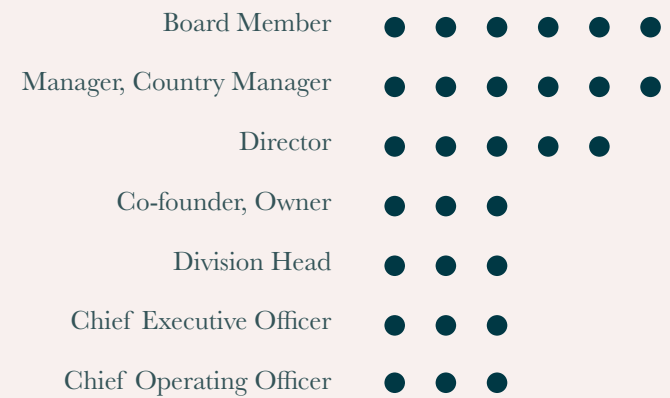 Board Member
Manager, Country Manager
Director
Co-founder, Owner
Division Head
Chief Executive Officer
Chief Operating Officer